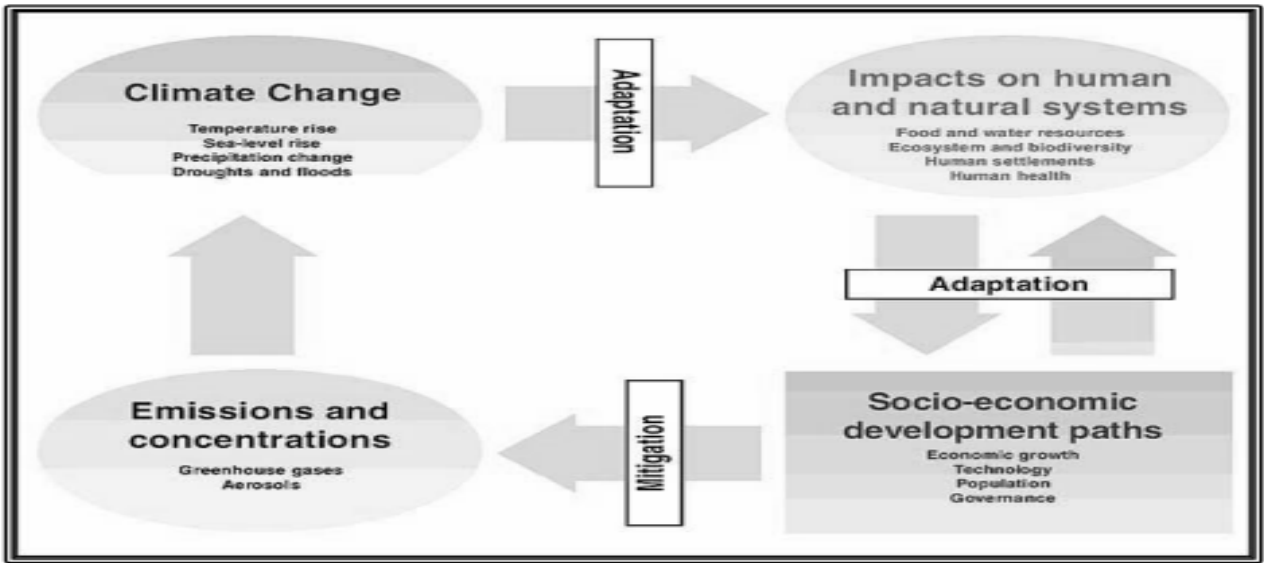 Climate Change
Temperature rise
Sea-level rise
Precipitation change
Droughts and floods
Adaptation
Impacts on human
and natural systems
Food and water resources
Ecosystem and biodiversity
Human settlements
Human health
Adaptation
Emissions and
concentrations
Greenhouse gases
Aerosols
Mitigation
Socio-economic
development paths
Economic growth
Technology
Population
Governance